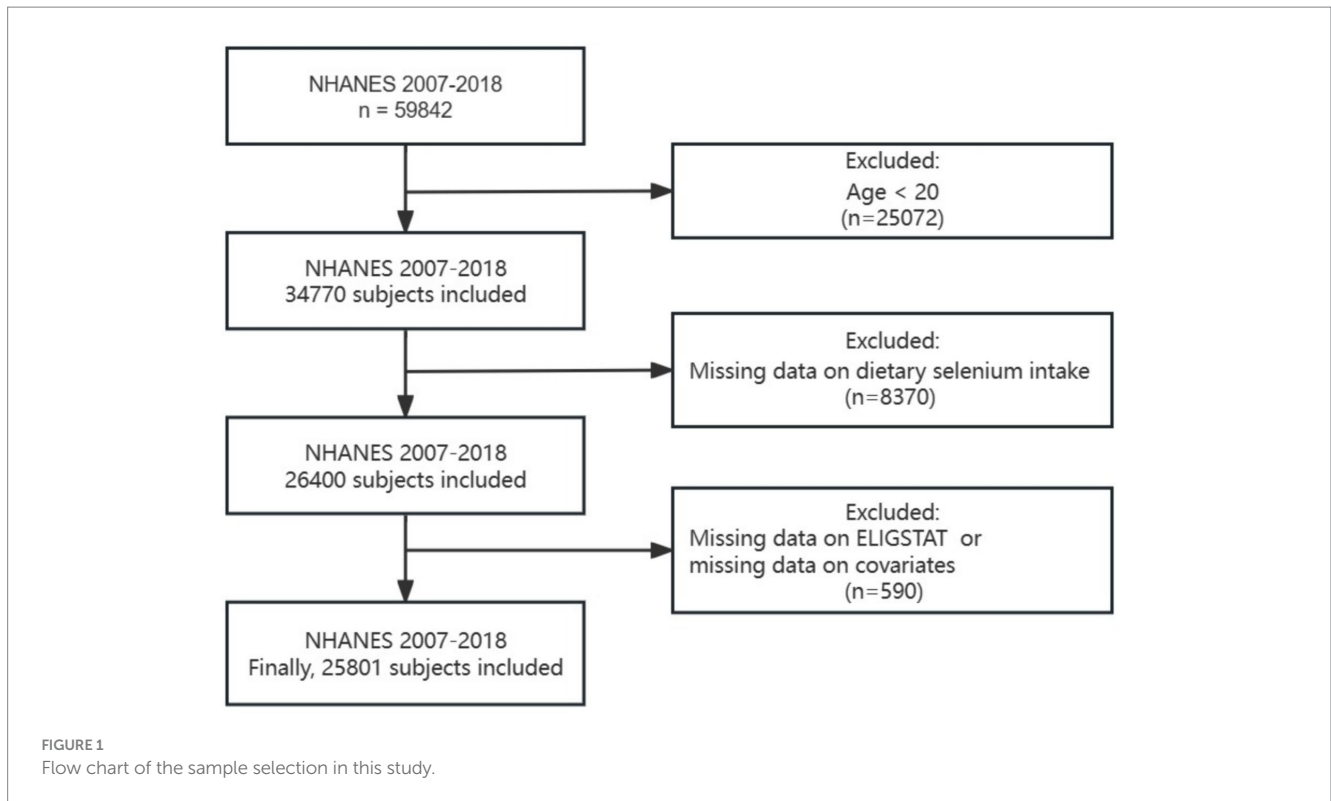 NHANES 2007-2018
n = 59842
Excluded:
Age < 20
(n=25072)
NHANES 2007-2018
34770 subjects included
Excluded:
Missing data on dietary selenium intake
(n=8370)
NHANES 2007-2018
26400 subjects included
Excluded:
Missing data on ELIGSTAT or
missing data on covariates
(n=590)
NHANES 2007-2018
Finally, 25801 subjects included
FIGURE 1
Flow chart of the sample selection in this study.